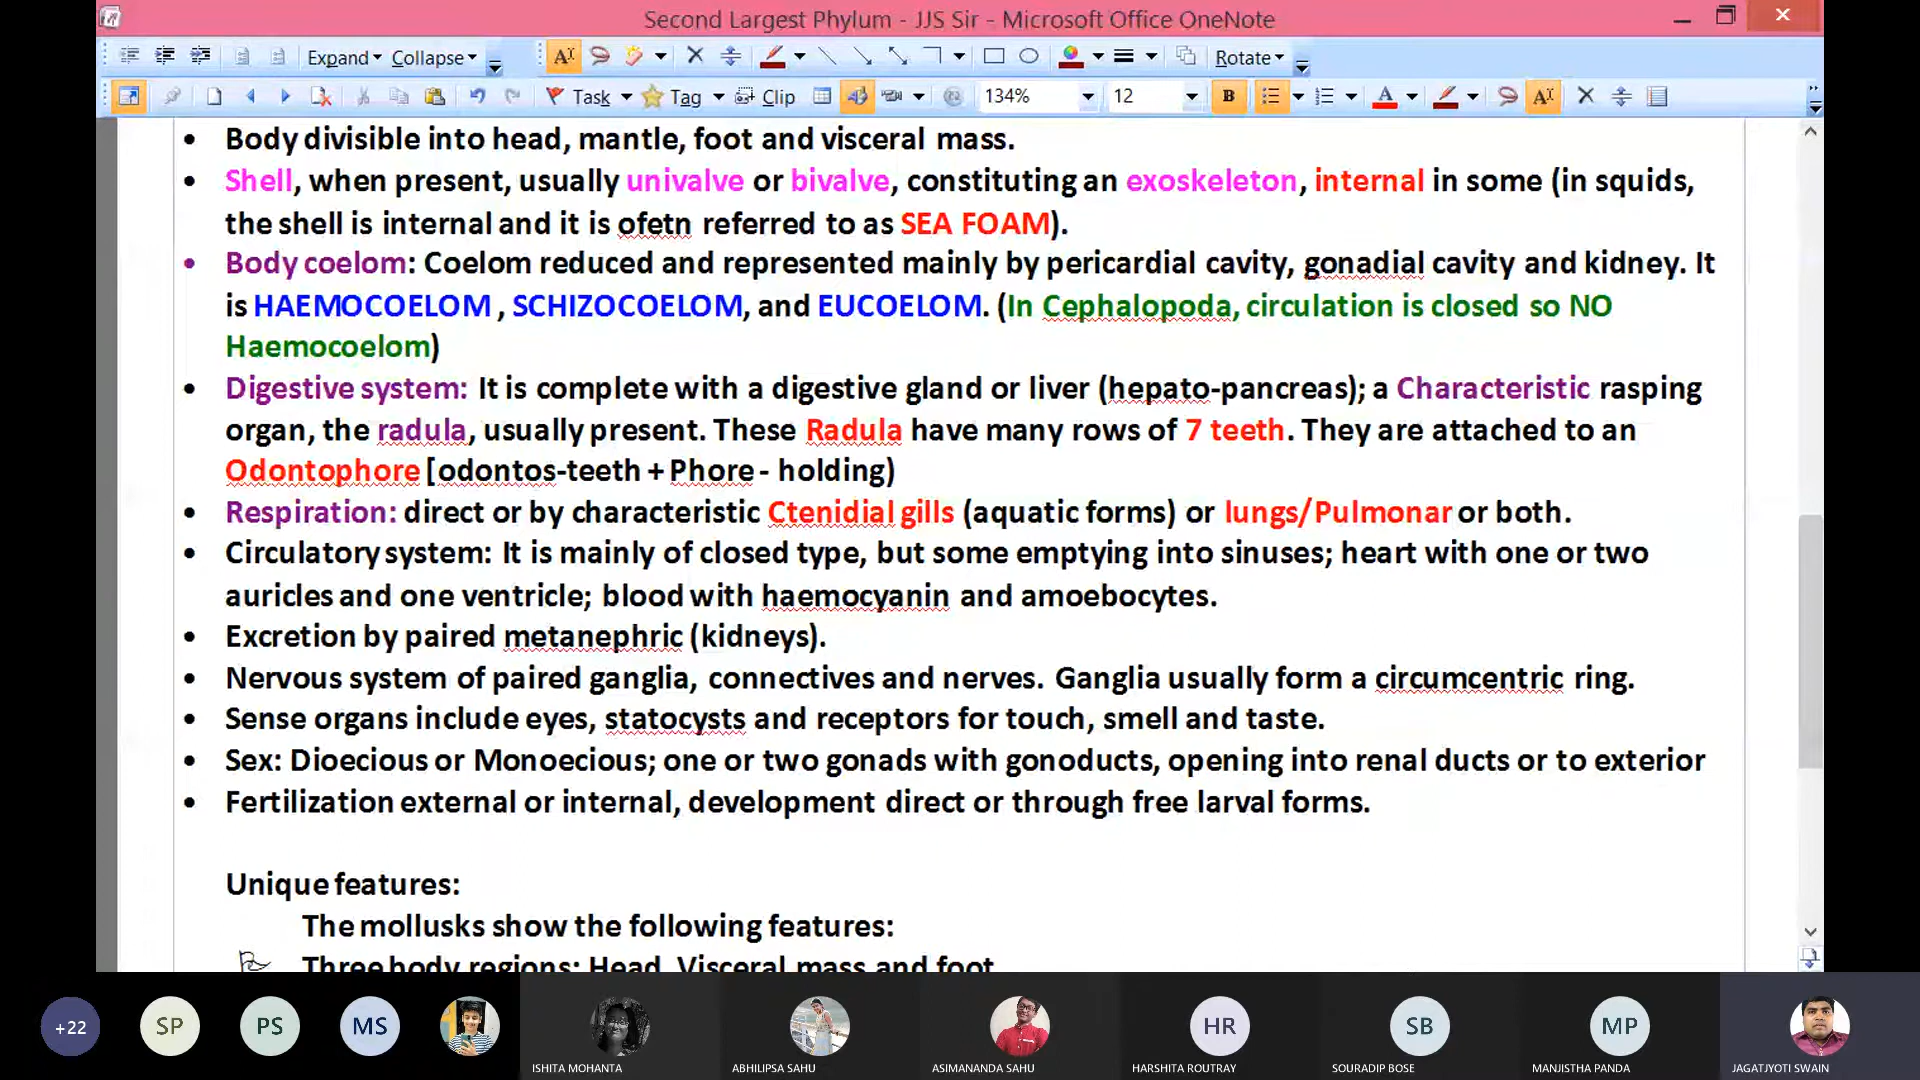 Second Largest Phylum - JJS Sir - Microsoft Office OneNote
Expand Collapse Rotate
Task Tag Clip 134% 12 B A
• Body divisible into head, mantle, foot and visceral mass.
• Shell, when present, usually univalve or bivalve, constituting an exoskeleton, internal in some (in squids,
the shell is internal and it is ofetn referred to as SEA FOAM).
• Body coelom: Coelom reduced and represented mainly by pericardial cavity, gonadial cavity and kidney. It
is HAEMOCOELOM , SCHIZOCOELOM, and EUCOELOM. (In Cephalopoda, circulation is closed so NO
Haemocoelom)
• Digestive system: It is complete with a digestive gland or liver (hepato-pancreas); a Characteristic rasping
organ, the radula, usually present. These Radula have many rows of 7 teeth. They are attached to an
Odontophore [odontos-teeth + Phore - holding)
• Respiration: direct or by characteristic Ctenidial gills (aquatic forms) or lungs/Pulmonar or both.
• Circulatory system: It is mainly of closed type, but some emptying into sinuses; heart with one or two
auricles and one ventricle; blood with haemocyanin and amoebocytes.
• Excretion by paired metanephric (kidneys).
• Nervous system of paired ganglia, connectives and nerves. Ganglia usually form a circumcentric ring.
• Sense organs include eyes, statocysts and receptors for touch, smell and taste.
• Sex: Dioecious or Monoecious; one or two gonads with gonoducts, opening into renal ducts or to exterior
• Fertilization external or internal, development direct or through free larval forms.
Unique features:
The mollusks show the following features:
Three body regions: Head, Visceral mass and foot
+22 SP PS MS HR SB MP
ISHITA MOHANTA ABHILIPSA SAHU ASIMANANDA SAHU HARSHITA ROUTRAY SOURADIP BOSE MANJISTHA PANDA JAGATJYOTI SWAIN